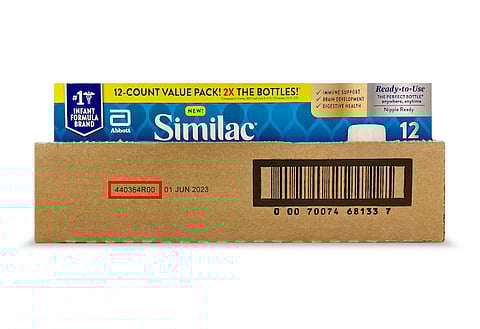 #1
INFANT
FORMULA
BRAND
12-COUNT VALUE PACK! 2X THE BOTTLES!
IMMUNE SUPPORT
BRAIN DEVELOPMENT
DIGESTIVE HEALTH
Ready-to-Use
THE PERFECT BOTTLE
anywhere, anytime
Nipple Ready
NEW!
Abbott
Similac®
12
440364R00 01 JUN 2023
0 00 70074 68133 7